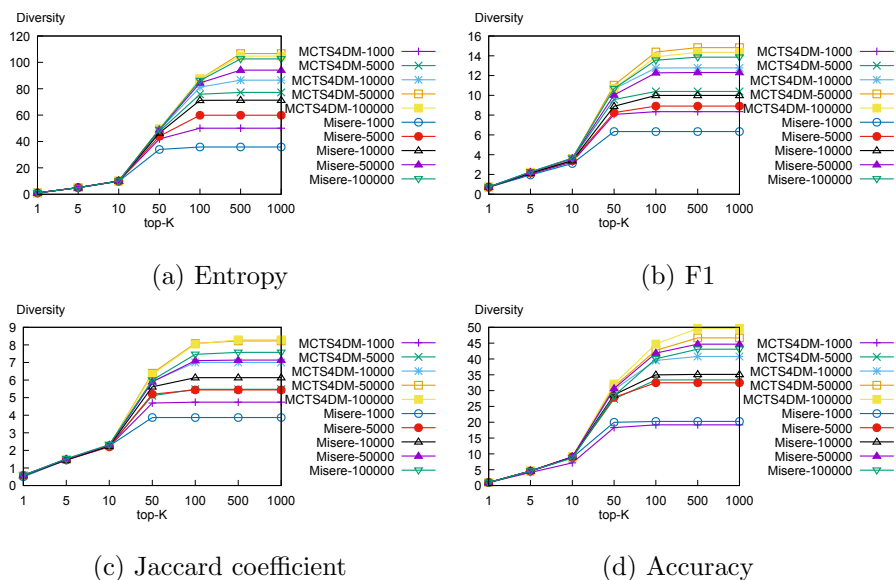 Diversity
120
100
80
60
40
20
0
1 5 10 50 100 500 1000
top-K
MCTS4DM-1000
MCTS4DM-5000
MCTS4DM-10000
MCTS4DM-50000
MCTS4DM-100000
Misere-1000
Misere-5000
Misere-10000
Misere-50000
Misere-100000
(a) Entropy
Diversity
16
14
12
10
8
6
4
2
0
1 5 10 50 100 500 1000
top-K
MCTS4DM-1000
MCTS4DM-5000
MCTS4DM-10000
MCTS4DM-50000
MCTS4DM-100000
Misere-1000
Misere-5000
Misere-10000
Misere-50000
Misere-100000
(b) F1
Diversity
9
8
7
6
5
4
3
2
1
0
1 5 10 50 100 500 1000
top-K
MCTS4DM-1000
MCTS4DM-5000
MCTS4DM-10000
MCTS4DM-50000
MCTS4DM-100000
Misere-1000
Misere-5000
Misere-10000
Misere-50000
Misere-100000
(c) Jaccard coefficient
Diversity
50
45
40
35
30
25
20
15
10
5
0
1 5 10 50 100 500 1000
top-K
MCTS4DM-1000
MCTS4DM-5000
MCTS4DM-10000
MCTS4DM-50000
MCTS4DM-100000
Misere-1000
Misere-5000
Misere-10000
Misere-50000
Misere-100000
(d) Accuracy